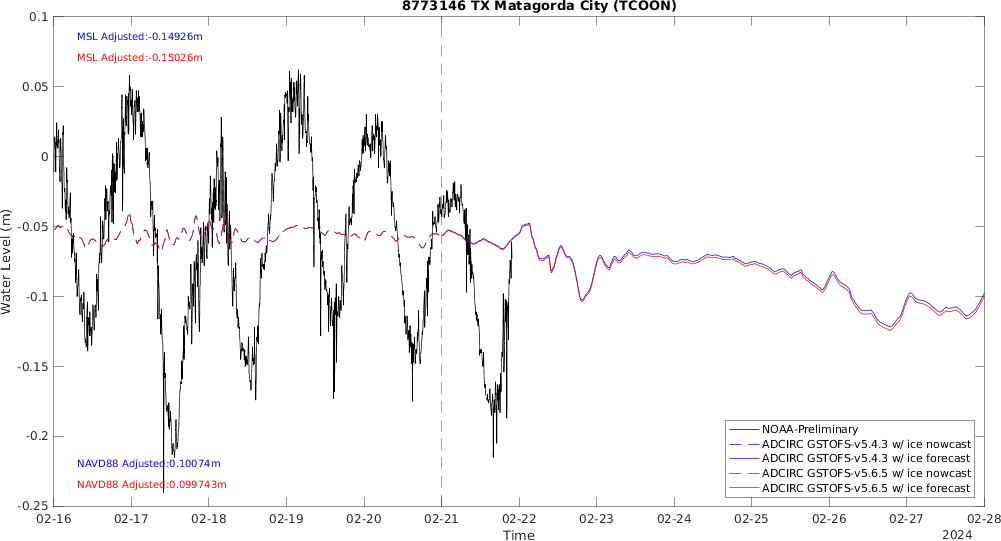 8773146 TX Matagorda City (TCOON)
0.1
0.05
0
-0.05
-0.1
-0.15
-0.2
-0.25
Water Level (m)
MSL Adjusted:-0.14926m
MSL Adjusted:-0.15026m
NAVD88 Adjusted:0.10074m
NAVD88 Adjusted:0.099743m
NOAA-Preliminary
ADCIRC GSTOFS-v5.4.3 w/ ice nowcast
ADCIRC GSTOFS-v5.4.3 w/ ice forecast
ADCIRC GSTOFS-v5.6.5 w/ ice nowcast
ADCIRC GSTOFS-v5.6.5 w/ ice forecast
02-16 02-17 02-18 02-19 02-20 02-21 02-22 02-23 02-24 02-25 02-26 02-27 02-28
Time
2024